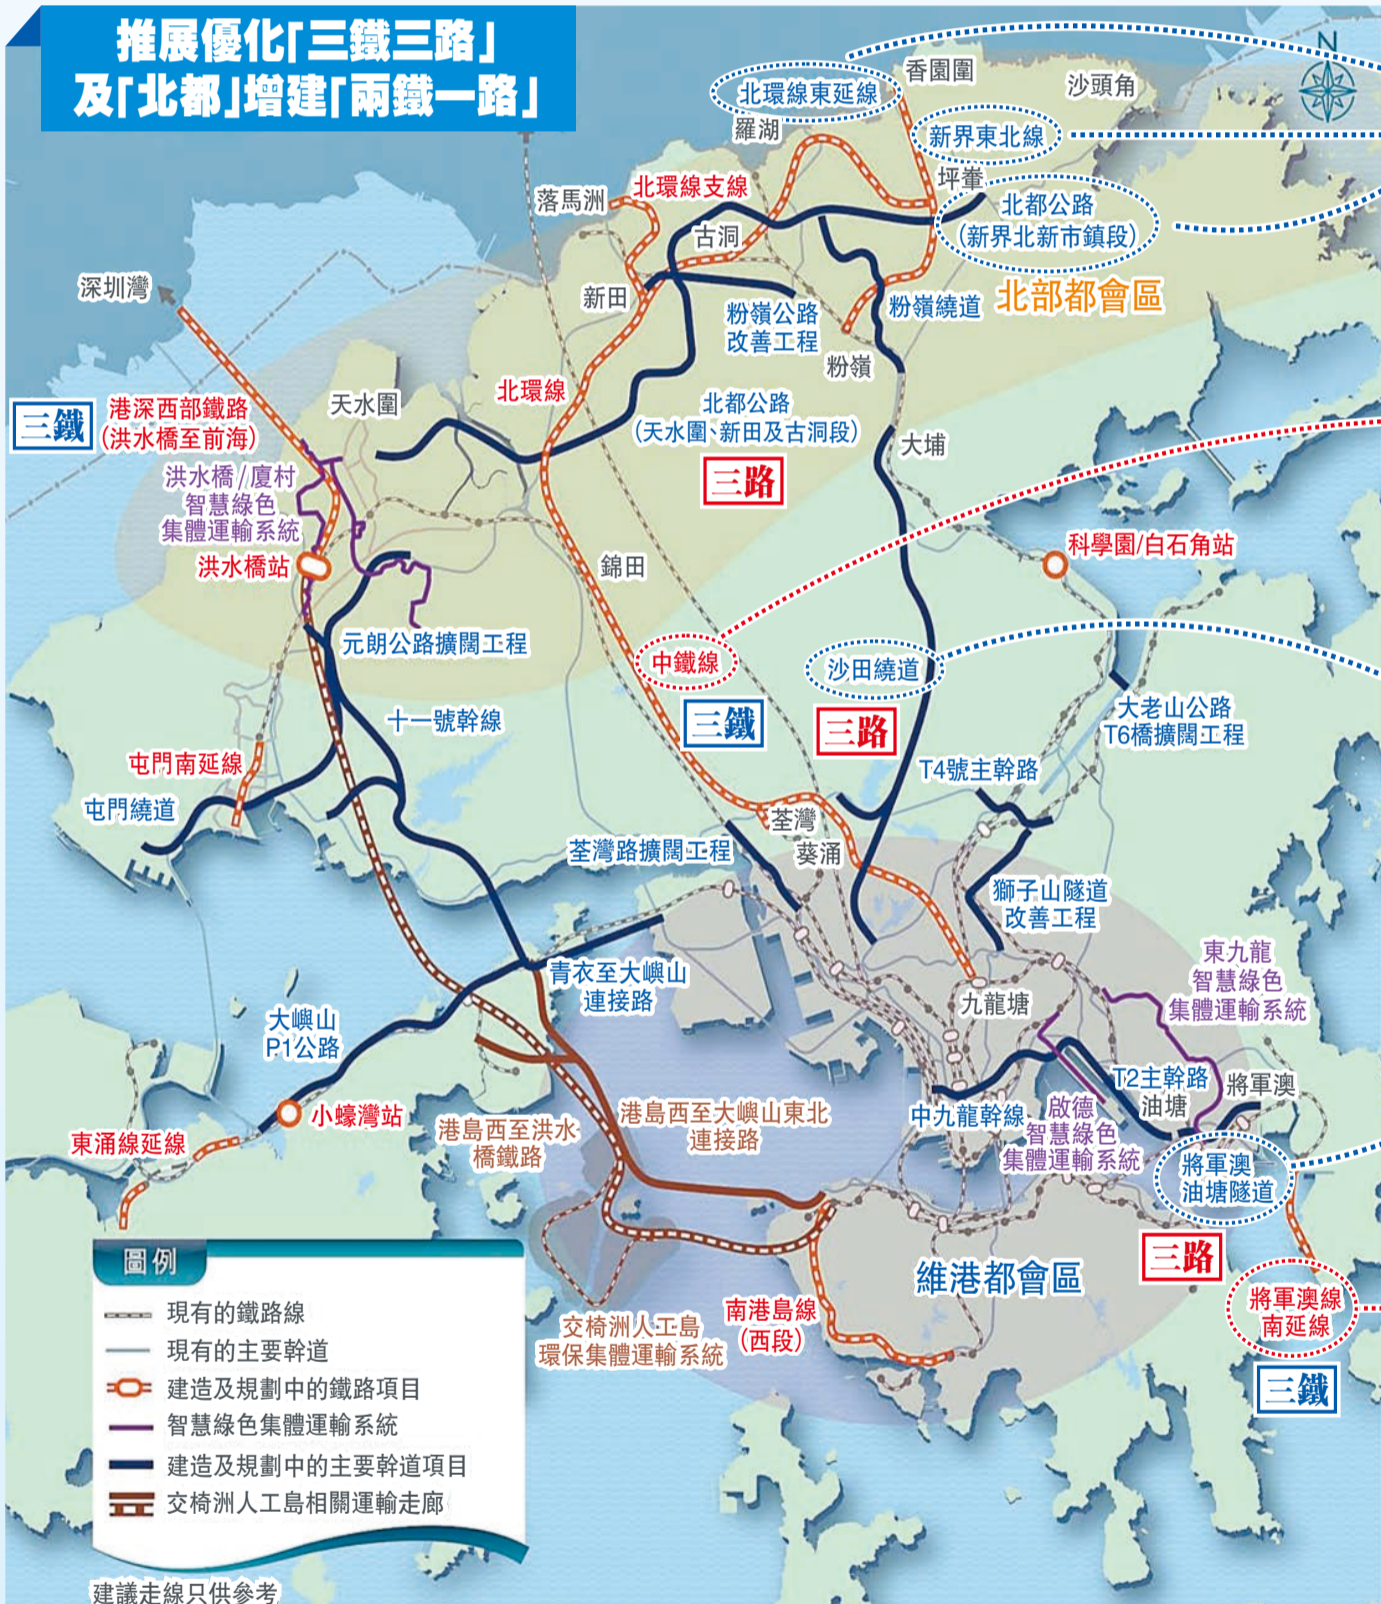 推展優化「三鐵三路」
及「北都」增建「兩鐵一路」
N
香園圍
沙頭角
北環線東延線
羅湖
新界東北線
坪輋
落馬洲
北環線支線
北都公路
(新界北新市鎮段)
古洞
深圳灣
新田
粉嶺公路
改善工程
粉嶺繞道
北部都會區
粉嶺
北環線
天水圍
三鐵
港深西部鐵路
(洪水橋至前海)
北都公路
(天水圍、新田及古洞段)
大埔
三路
洪水橋/廈村
智慧綠色
集體運輸系統
洪水橋站
錦田
科學園/白石角站
元朗公路擴闊工程
中鐵線
沙田繞道
三鐵
三路
十一號幹線
大老山公路
T6橋擴闊工程
屯門南延線
T4號主幹路
屯門繞道
荃灣
荃灣路擴闊工程
葵涌
獅子山隧道
改善工程
東九龍
智慧綠色
集體運輸系統
青衣至大嶼山
連接路
九龍塘
大嶼山
P1公路
T2主幹路
油塘
將軍澳
小蠔灣站
東涌線延線
港島西至洪水
橋鐵路
港島西至大嶼山東北
連接路
中九龍幹線
啟德
智慧綠色
集體運輸系統
將軍澳
油塘隧道
三路
維港都會區
將軍澳線
南延線
三鐵
南港島線
(西段)
交椅洲人工島
環保集體運輸系統
圖例
現有的鐵路線
現有的主要幹道
建造及規劃中的鐵路項目
智慧綠色集體運輸系統
建造及規劃中的主要幹道項目
交椅洲人工島相關運輸走廊
建議走線只供參考